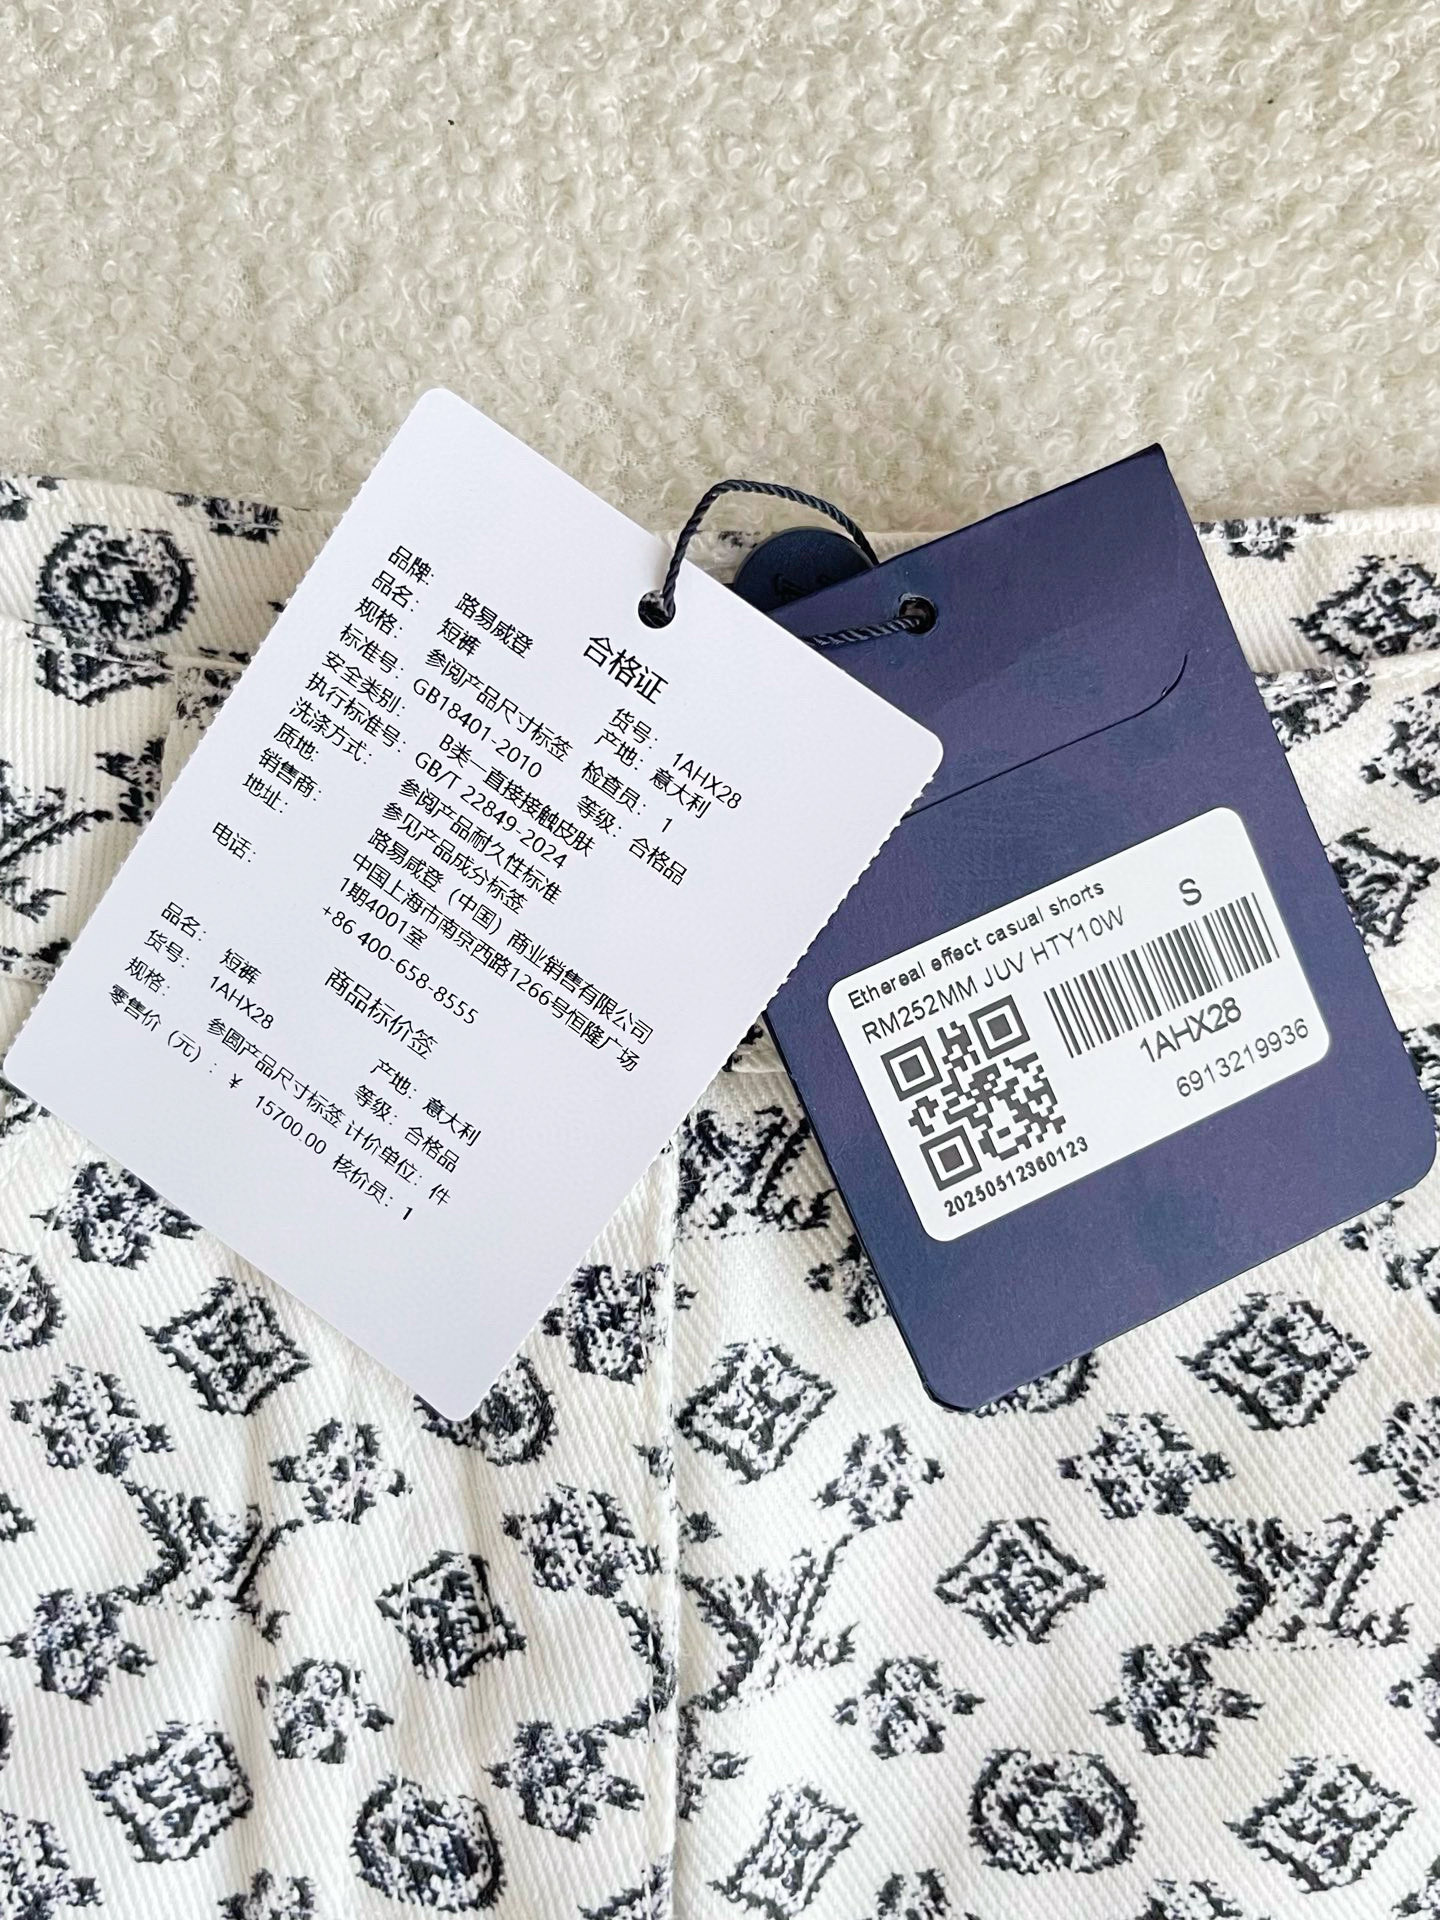 合格证
品牌: 路易威登
货号: 1AHX28
品名: 短裤
产地: 意大利
规格: 参阅产品尺寸标签
检查员: 1
标准号: GB18401-2010
等级: 合格品
安全类别: B类一直接接触皮肤
执行标准号: GB/T 22849-2024
洗涤方式: 参阅产品耐久性标准
质地: 参见产品成分标签
销售商: 路易威登（中国）商业销售有限公司
地址: 中国上海市南京西路1266号恒隆广场
1期4001室
电话: +86 400-658-8555
商品标价签
品名: 短裤
产地: 意大利
货号: 1AHX28
等级: 合格品
规格: 参圆产品尺寸标签 计价单位: 件
零售价（元）: ¥ 15700.00 核价员: 1
Ethereal effect casual shorts
RM252MM JUV HTY10W
S
1AHX28
6913219936
20250512360123